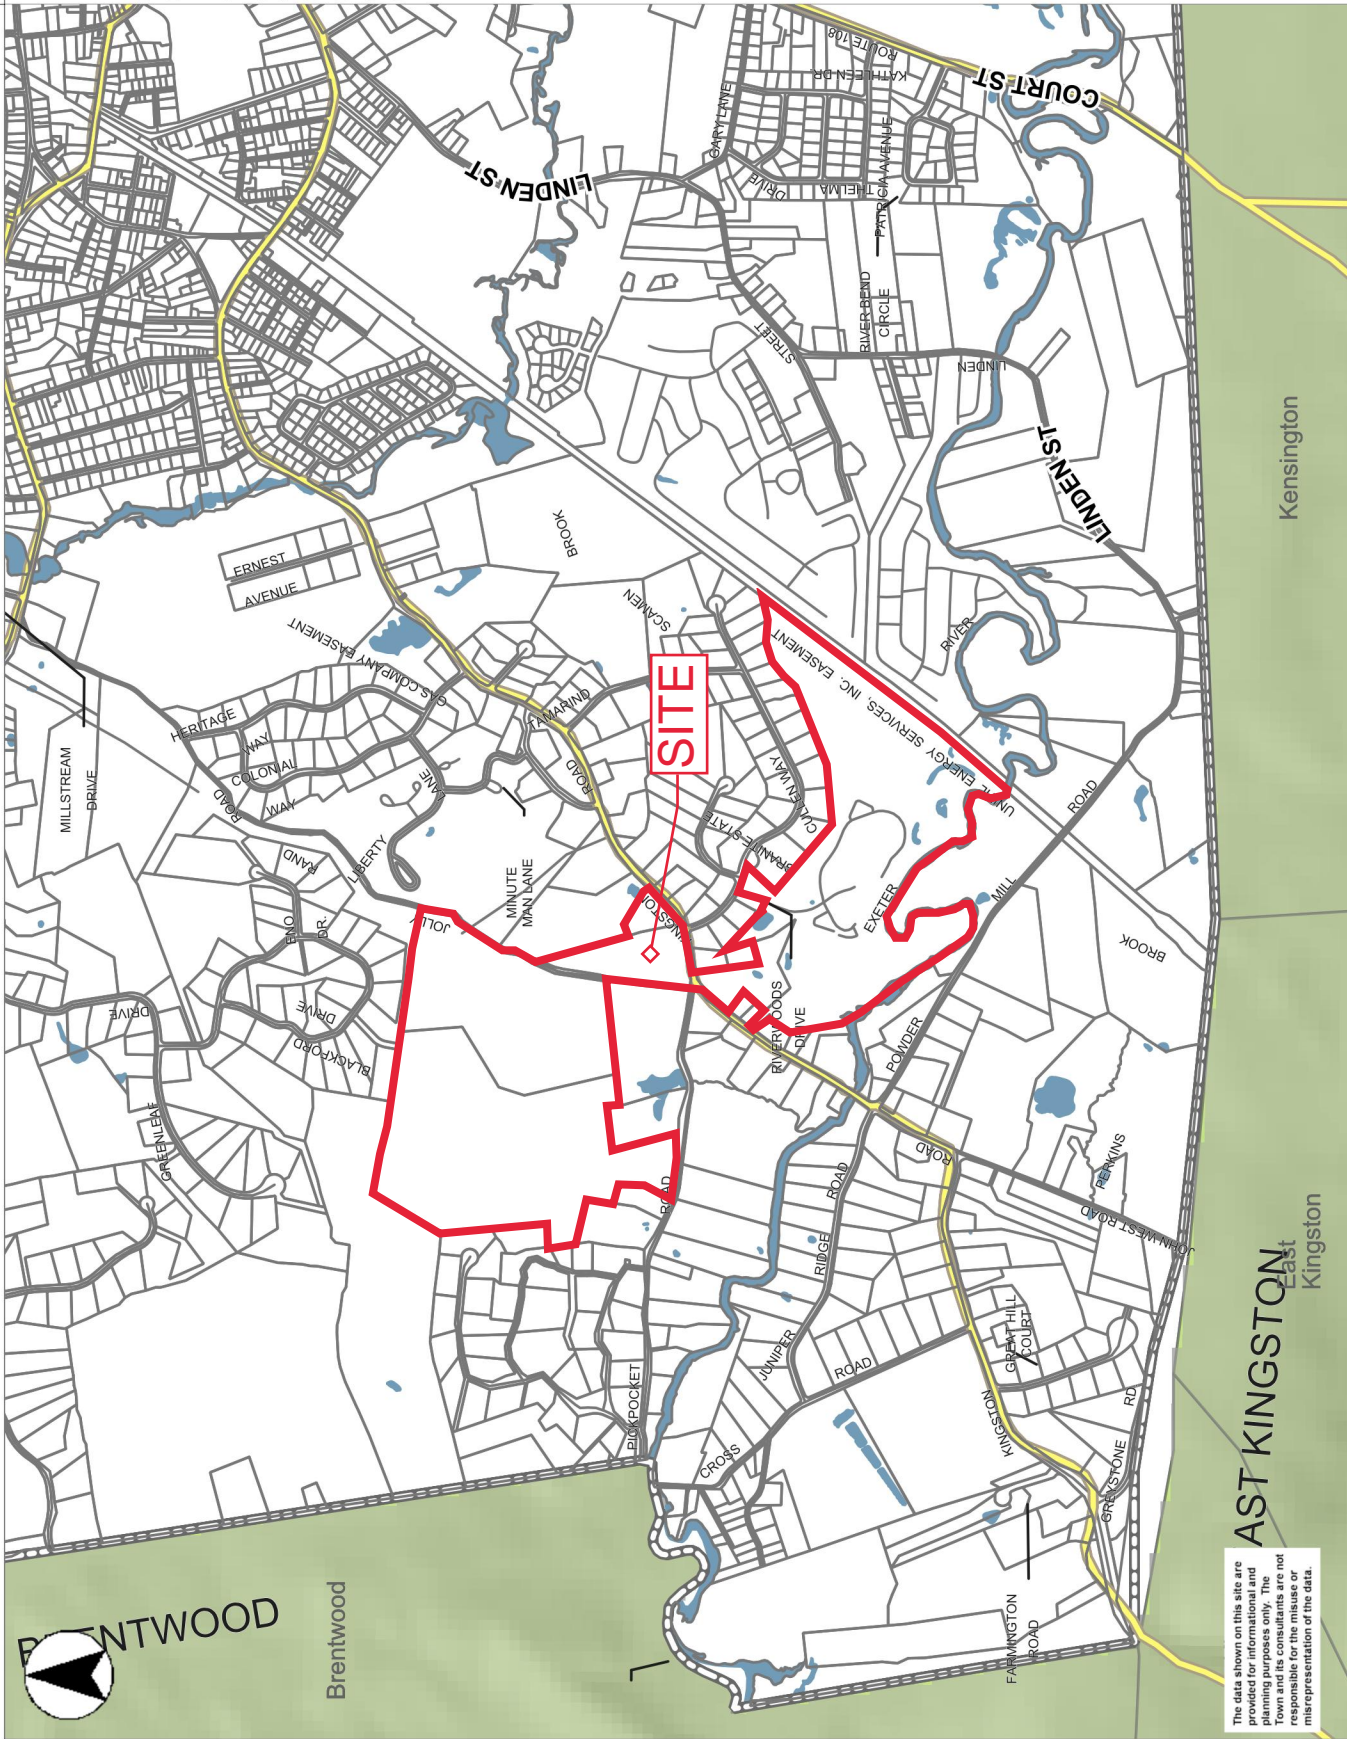 BRENTWOOD
Brentwood
MILLSTREAM
DRIVE
ERNEST
AVENUE
GAS COMPANY EASEMENT
HERITAGE
WAY
COLONIAL
WAY
ROAD
LANE
LIBERTY
RAND
ENO
DR.
DRIVE
BLACKFORD
DRIVE
GREENLEAF
JOLLY
MINUTE
MAN LANE
TAMARIND
ROAD
SCAMEN
BROOK
SITE
KINGSTON
GRANITE STATE
CULLEN WAY
UNITIL ENERGY SERVICES, INC. EASEMENT
EXETER
RIVER
RIVERWOODS
DRIVE
POWDER
MILL
ROAD
BROOK
PERKINS
ROAD
PICKPOCKET
ROAD
JUNIPER
RIDGE
ROAD
CROSS
ROAD
KINGSTON
ROAD
JOHN WEST ROAD
GREAT HILL
COURT
GREYSTONE
RD
FARMINGTON
ROAD
LINDEN ST
GARY LANE
DRIVE
THELMA
PATRICIA AVENUE
KATHLEEN DR.
ROUTE 108
COURT ST
STREET
RIVER BEND
CIRCLE
LINDEN
LINDEN ST
Kensington
East
Kingston
AST KINGSTON
The data shown on this site are
provided for informational and
planning purposes only. The
Town and its consultants are not
responsible for the misuse or
misrepresentation of the data.